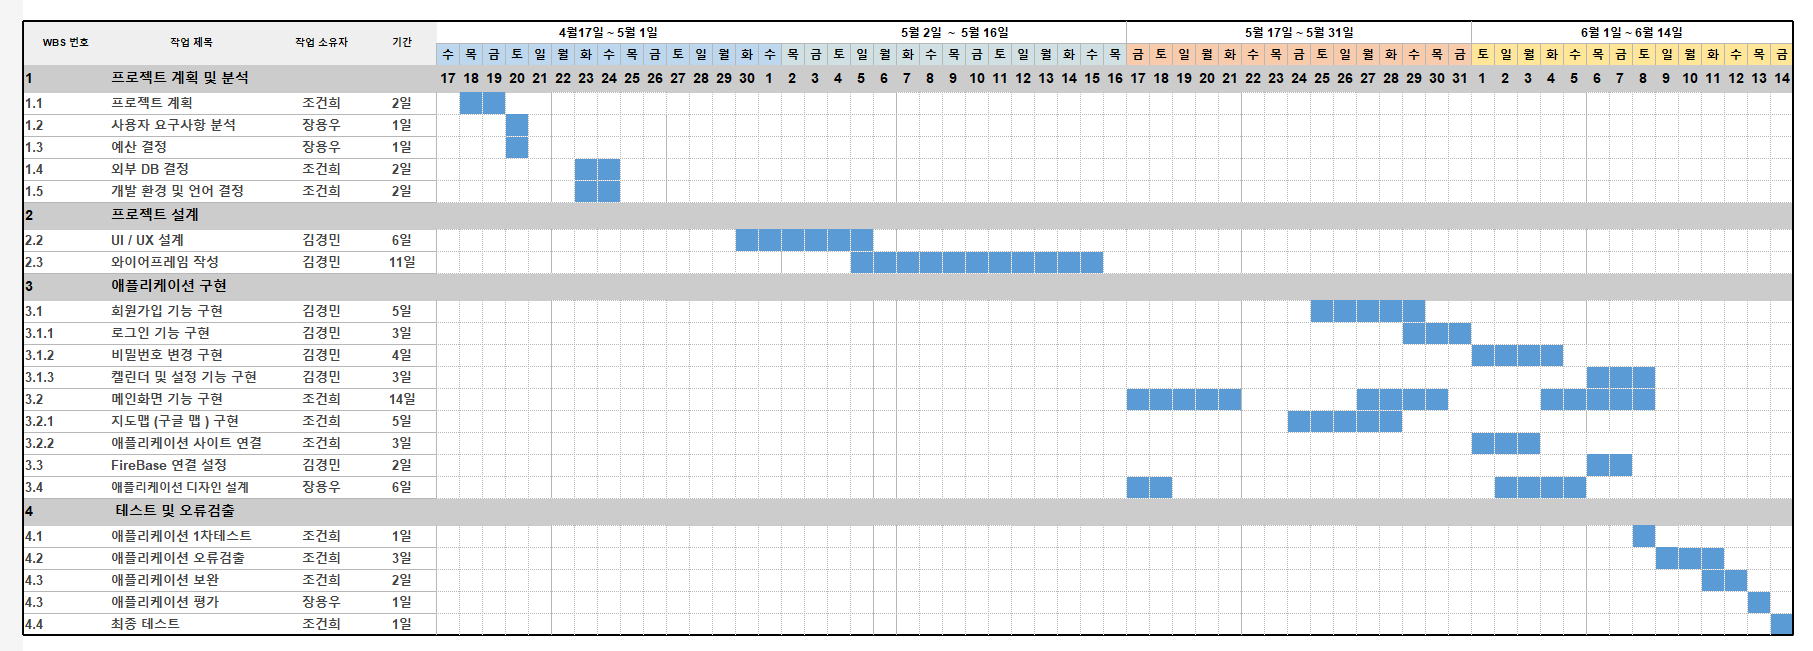 WBS 번호 작업 제목 작업 소유자 기간 4월17일 ~ 5월 1일 5월 2일 ~ 5월 16일 5월 17일 ~ 5월 31일 6월 1일 ~ 6월 14일
수 목 금 토 일 월 화 수 목 금 토 일 월 화 수 목 금 토 일 월 화 수 목 금 토 일 월 화 수 목 금 토 일 월 화 수 목 금 토 일 월 화 수 목 금 토 일 월 화 수 목 금 토 일 월 화 수 목 금
1 프로젝트 계획 및 분석 17 18 19 20 21 22 23 24 25 26 27 28 29 30 1 2 3 4 5 6 7 8 9 10 11 12 13 14 15 16 17 18 19 20 21 22 23 24 25 26 27 28 29 30 31 1 2 3 4 5 6 7 8 9 10 11 12 13 14
1.1 프로젝트 계획 조건희 2일
1.2 사용자 요구사항 분석 장용우 1일
1.3 예산 결정 장용우 1일
1.4 외부 DB 결정 조건희 2일
1.5 개발 환경 및 언어 결정 조건희 2일
2 프로젝트 설계
2.2 UI / UX 설계 김경민 6일
2.3 와이어프레임 작성 김경민 11일
3 애플리케이션 구현
3.1 회원가입 기능 구현 김경민 5일
3.1.1 로그인 기능 구현 김경민 3일
3.1.2 비밀번호 변경 구현 김경민 4일
3.1.3 켈린더 및 설정 기능 구현 김경민 3일
3.2 메인화면 기능 구현 조건희 14일
3.2.1 지도맵 (구글 맵 ) 구현 조건희 5일
3.2.2 애플리케이션 사이트 연결 조건희 3일
3.3 FireBase 연결 설정 김경민 2일
3.4 애플리케이션 디자인 설계 장용우 6일
4 테스트 및 오류검출
4.1 애플리케이션 1차테스트 조건희 1일
4.2 애플리케이션 오류검출 조건희 3일
4.3 애플리케이션 보완 조건희 2일
4.3 애플리케이션 평가 장용우 1일
4.4 최종 테스트 조건희 1일